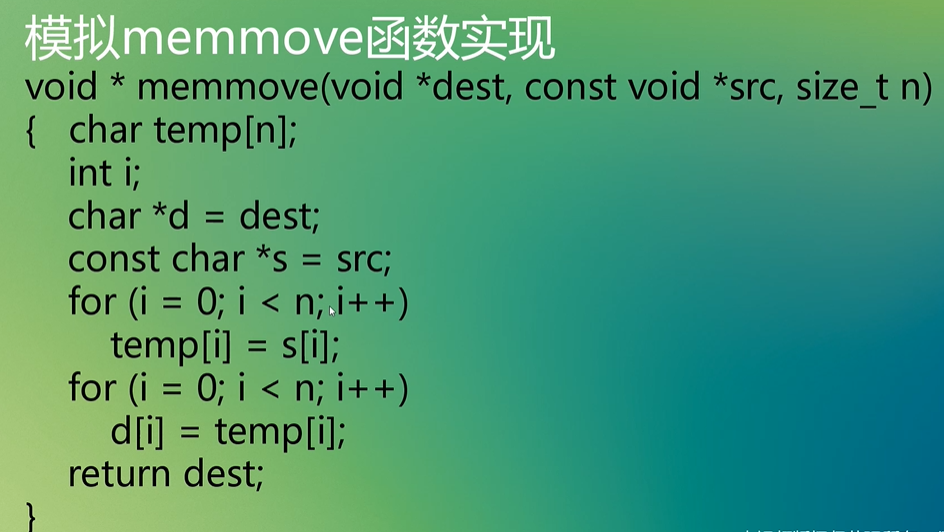 模拟memmove函数实现
void * memmove(void *dest, const void *src, size_t n)
{ char temp[n];
int i;
char *d = dest;
const char *s = src;
for (i = 0; i < n; i++)
temp[i] = s[i];
for (i = 0; i < n; i++)
d[i] = temp[i];
return dest;
}